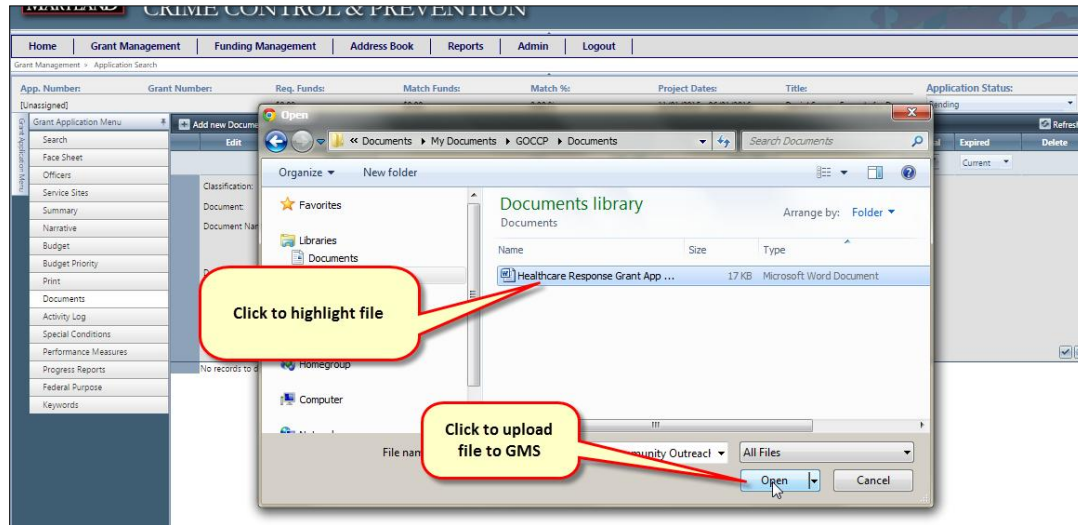 MARYLAND CRIME CONTROL & PREVENTION
Home Grant Management Funding Management Address Book Reports Admin Logout
Grant Management > Application Search
App. Number: Grant Number: Req. Funds: Match Funds: Match %: Project Dates: Title: Application Status:
[Unassigned] Pending
Grant Application Menu
Grant Application Menu
Search
Face Sheet
Officers
Service Sites
Summary
Narrative
Budget
Budget Priority
Print
Documents
Activity Log
Special Conditions
Performance Measures
Progress Reports
Federal Purpose
Keywords
Add new Docume
Refres
Edit
Expired Delete
Current
Classification:
Document:
Document Nar
No records to d
Open
« Documents ▸ My Documents ▸ GOCCP ▸ Documents
Search Documents
Organize New folder
Favorites
Libraries
Documents
Homegroup
Computer
Documents library
Documents
Arrange by: Folder
Name Size Type
Healthcare Response Grant App ... 17 KB Microsoft Word Document
Click to highlight file
Click to upload
file to GMS
File nam
munity Outreacl
All Files
Open Cancel